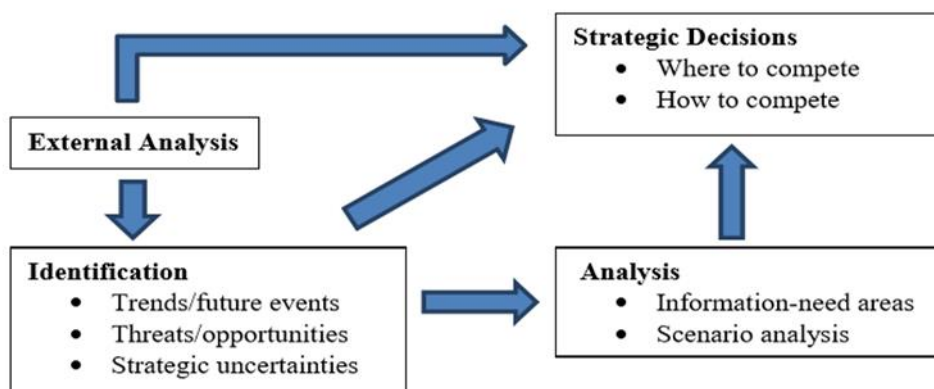 Strategic Decisions
• Where to compete
• How to compete
External Analysis
Identification
• Trends/future events
• Threats/opportunities
• Strategic uncertainties
Analysis
• Information-need areas
• Scenario analysis